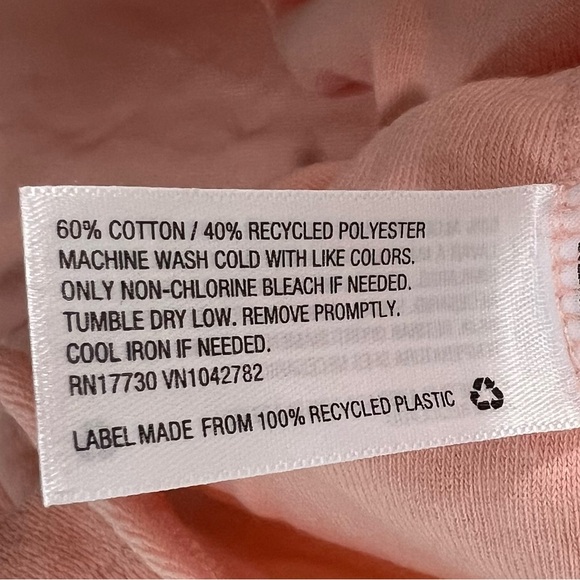 60% COTTON / 40% RECYCLED POLYESTER
MACHINE WASH COLD WITH LIKE COLORS.
ONLY NON-CHLORINE BLEACH IF NEEDED.
TUMBLE DRY LOW. REMOVE PROMPTLY.
COOL IRON IF NEEDED.
RN17730 VN1042782
LABEL MADE FROM 100% RECYCLED PLASTIC